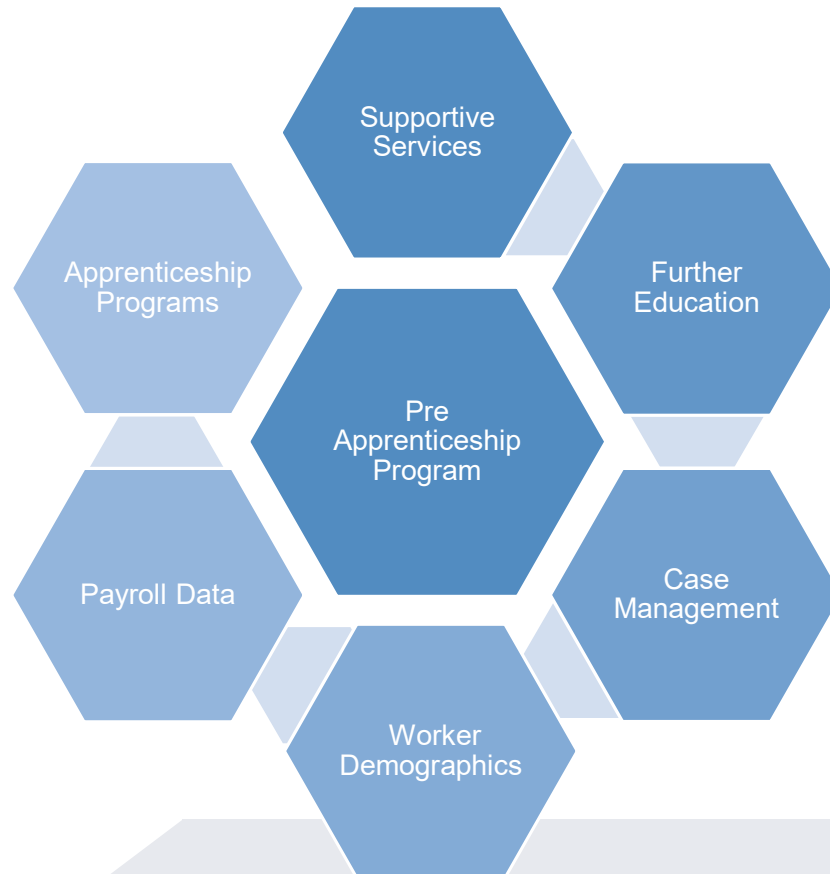 Supportive
Services
Further
Education
Case
Management
Worker
Demographics
Payroll Data
Apprenticeship
Programs
Pre
Apprenticeship
Program